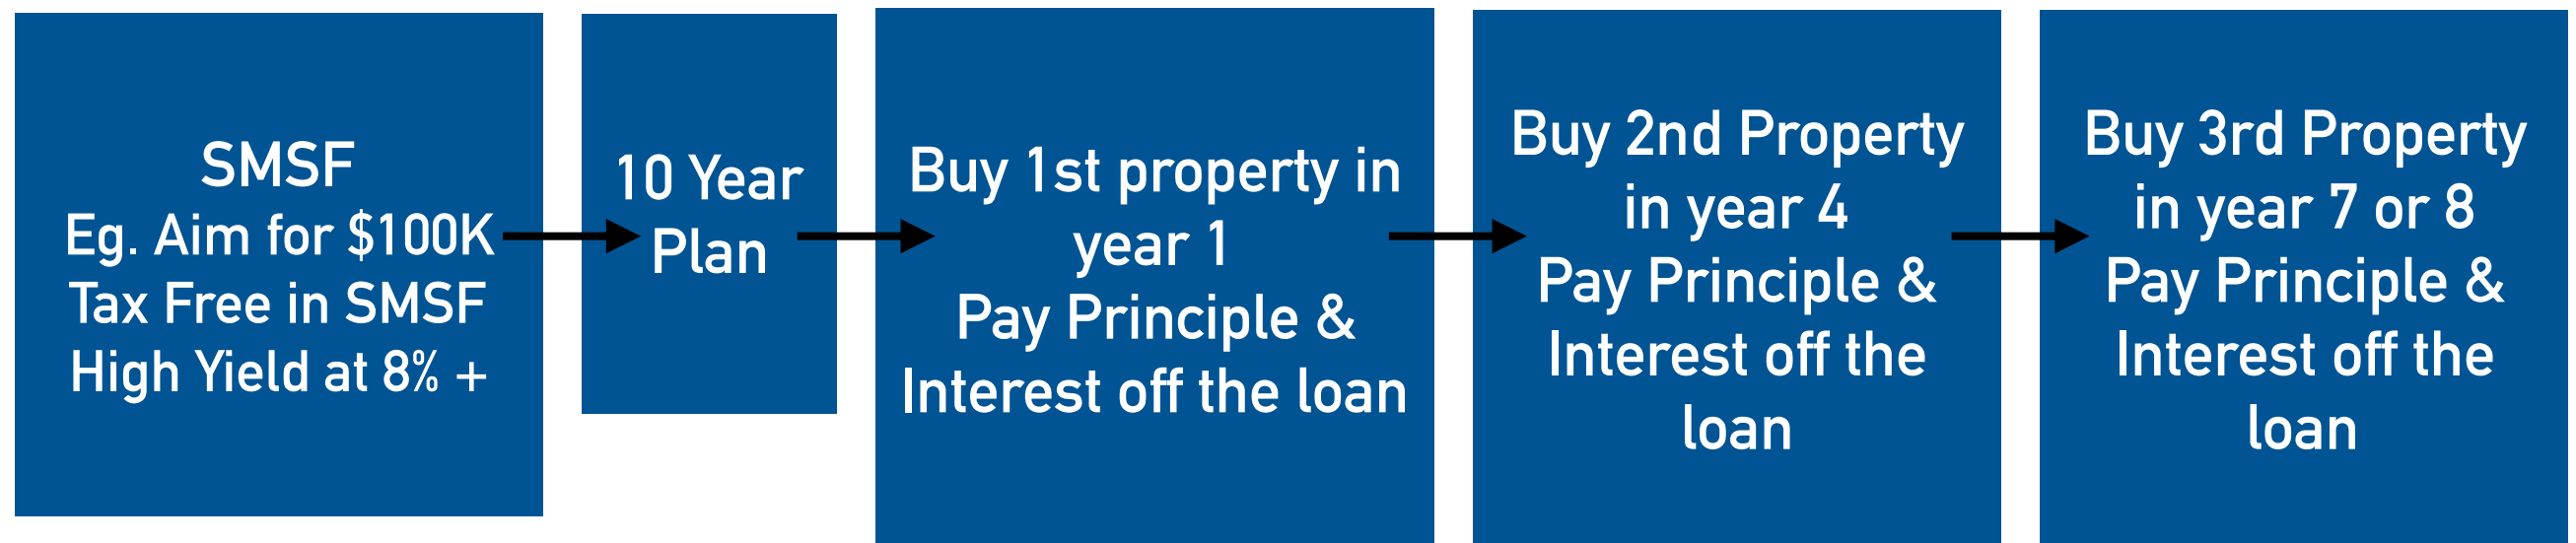 SMSF
Eg. Aim for $100K
Tax Free in SMSF
High Yield at 8% +
10 Year
Plan
Buy 1st property in
year 1
Pay Principle &
Interest off the loan
Buy 2nd Property
in year 4
Pay Principle &
Interest off the
loan
Buy 3rd Property
in year 7 or 8
Pay Principle &
Interest off the
loan